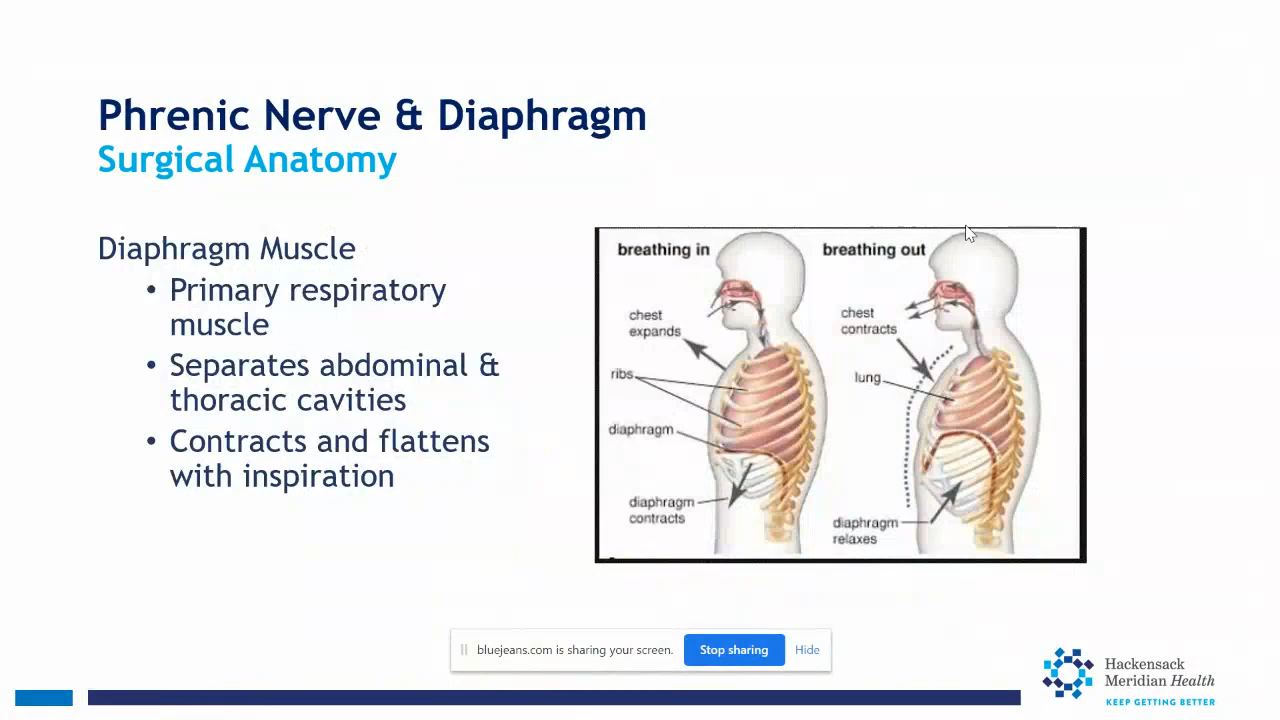 Phrenic Nerve & Diaphragm
Surgical Anatomy
Diaphragm Muscle
• Primary respiratory
muscle
• Separates abdominal &
thoracic cavities
• Contracts and flattens
with inspiration
breathing in
chest
expands
ribs
diaphragm
diaphragm
contracts
breathing out
chest
contracts
lung
diaphragm
relaxes
bluejeans.com is sharing your screen.
Stop sharing
Hide
Hackensack
Meridian Health
KEEP GETTING BETTER